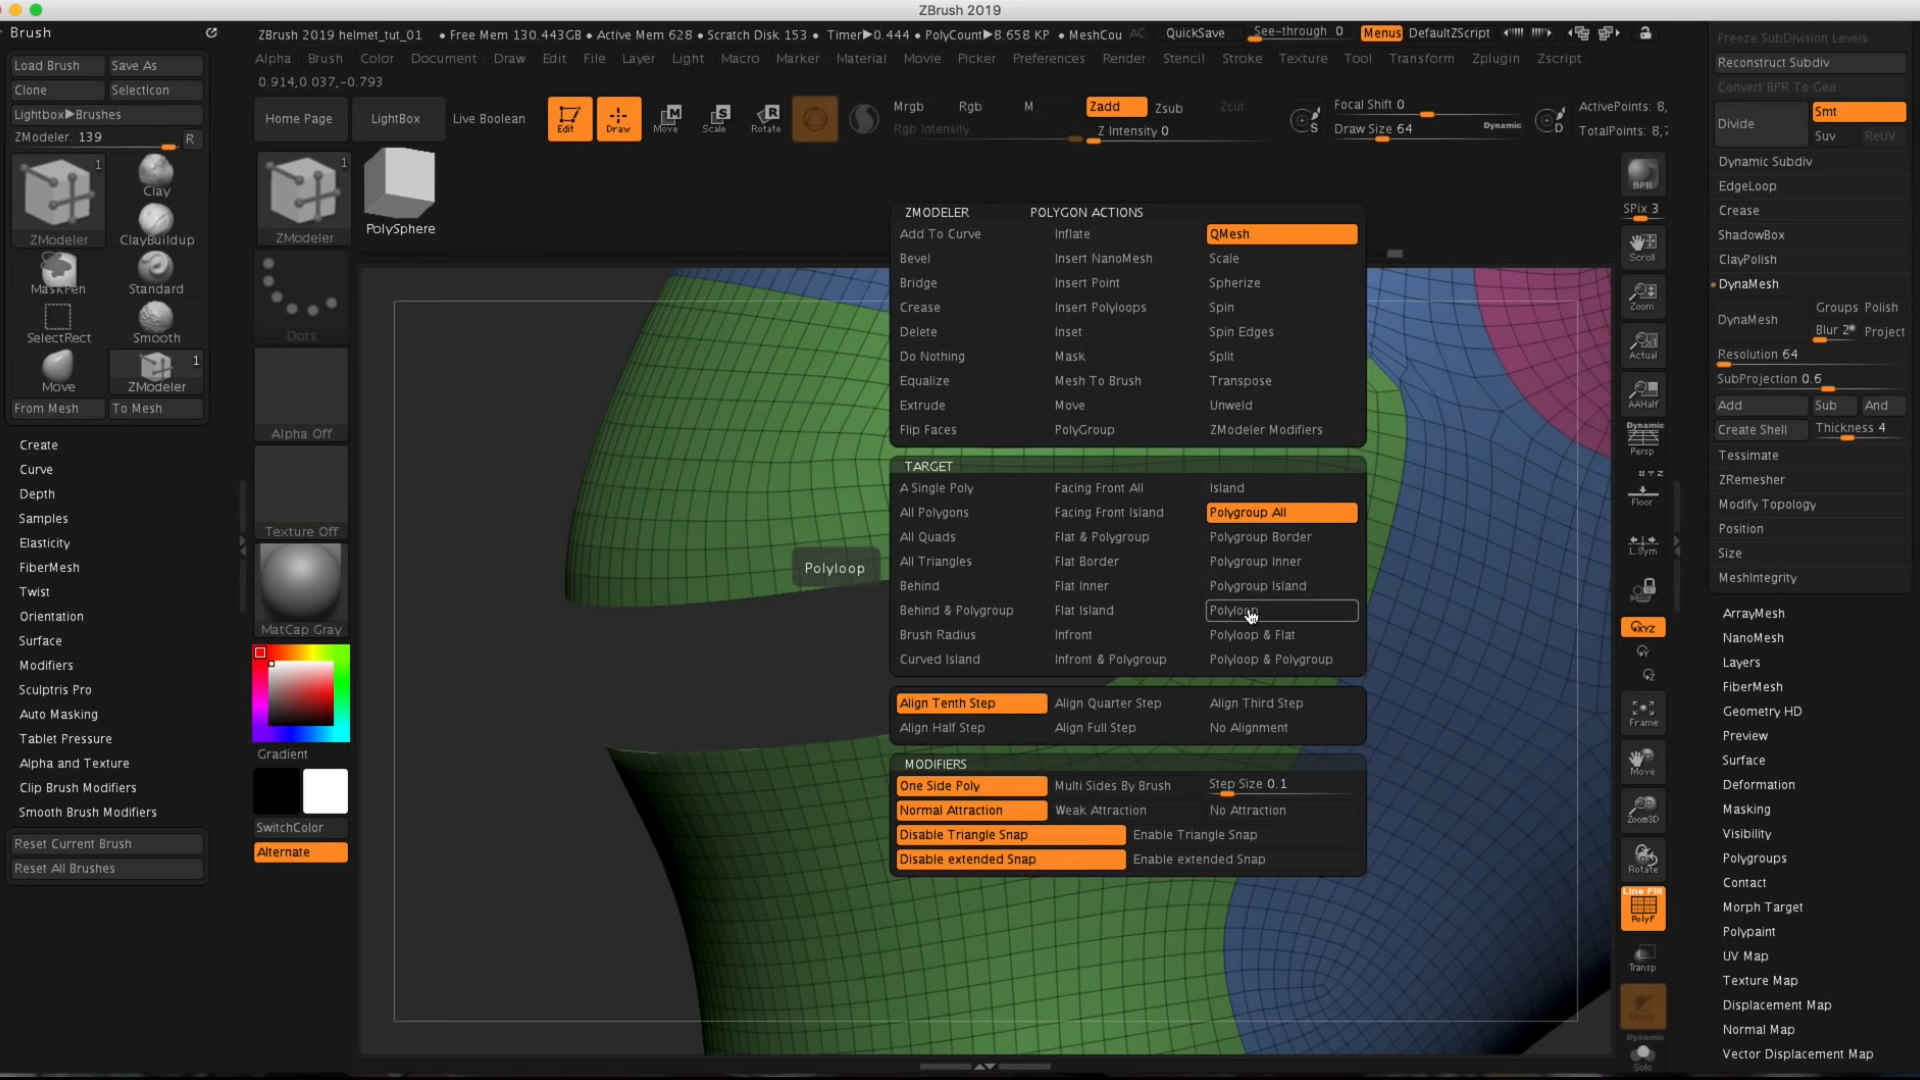 ZBrush 2019
Brush
ZBrush 2019 helmet_tut_01 • Free Mem 130.443GB • Active Mem 628 • Scratch Disk 153 • Timer▶0.444 • PolyCount▶8.658 KP • MeshCou AC QuickSave See-through 0 Menus DefaultZScript
Alpha Brush Color Document Draw Edit File Layer Light Macro Marker Material Movie Picker Preferences Render Stencil Stroke Texture Tool Transform Zplugin Zscript
0.914,0.037,-0.793
Load Brush Save As
Clone SelectIcon
Lightbox▶Brushes
ZModeler. 139 R
1
ZModeler
Clay
ClayBuildup
MaskPen
Standard
SelectRect
Smooth
Move
1
ZModeler
From Mesh To Mesh
Create
Curve
Depth
Samples
Elasticity
FiberMesh
Twist
Orientation
Surface
Modifiers
Sculptris Pro
Auto Masking
Tablet Pressure
Alpha and Texture
Clip Brush Modifiers
Smooth Brush Modifiers
Reset Current Brush
Reset All Brushes
Home Page LightBox Live Boolean Edit Draw Move Scale Rotate
Mrgb Rgb M Zadd Zsub Zcut
Rgb Intensity Z Intensity 0
S Focal Shift 0
Draw Size 64 Dynamic D
ActivePoints: 8,
TotalPoints: 8,7
1
ZModeler
PolySphere
Dots
Alpha Off
Texture Off
MatCap Gray
Gradient
SwitchColor
Alternate
Polyloop
ZMODELER POLYGON ACTIONS
Add To Curve Inflate QMesh
Bevel Insert NanoMesh Scale
Bridge Insert Point Spherize
Crease Insert Polyloops Spin
Delete Inset Spin Edges
Do Nothing Mask Split
Equalize Mesh To Brush Transpose
Extrude Move Unweld
Flip Faces PolyGroup ZModeler Modifiers
TARGET
A Single Poly Facing Front All Island
All Polygons Facing Front Island Polygroup All
All Quads Flat & Polygroup Polygroup Border
All Triangles Flat Border Polygroup Inner
Behind Flat Inner Polygroup Island
Behind & Polygroup Flat Island Polyloop
Brush Radius Infront Polyloop & Flat
Curved Island Infront & Polygroup Polyloop & Polygroup
Align Tenth Step Align Quarter Step Align Third Step
Align Half Step Align Full Step No Alignment
MODIFIERS
One Side Poly Multi Sides By Brush Step Size 0.1
Normal Attraction Weak Attraction No Attraction
Disable Triangle Snap Enable Triangle Snap
Disable extended Snap Enable extended Snap
BPR
SPix 3
Scroll
Zoom
Actual
AAHalf
Dynamic
Persp
X Y Z
Floor
L.Sym
XYZ
Y
Z
Frame
Move
Zoom3D
Rotate
Line Fill
PolyF
Transp
Dynamic
Solo
Freeze SubDivision Levels
Reconstruct Subdiv
Convert BPR To Geo
Divide Smt
Suv ReUV
Dynamic Subdiv
EdgeLoop
Crease
ShadowBox
ClayPolish
DynaMesh
DynaMesh Groups Polish
Blur 2 Project
Resolution 64
SubProjection 0.6
Add Sub And
Create Shell Thickness 4
Tessimate
ZRemesher
Modify Topology
Position
Size
MeshIntegrity
ArrayMesh
NanoMesh
Layers
FiberMesh
Geometry HD
Preview
Surface
Deformation
Masking
Visibility
Polygroups
Contact
Morph Target
Polypaint
UV Map
Texture Map
Displacement Map
Normal Map
Vector Displacement Map